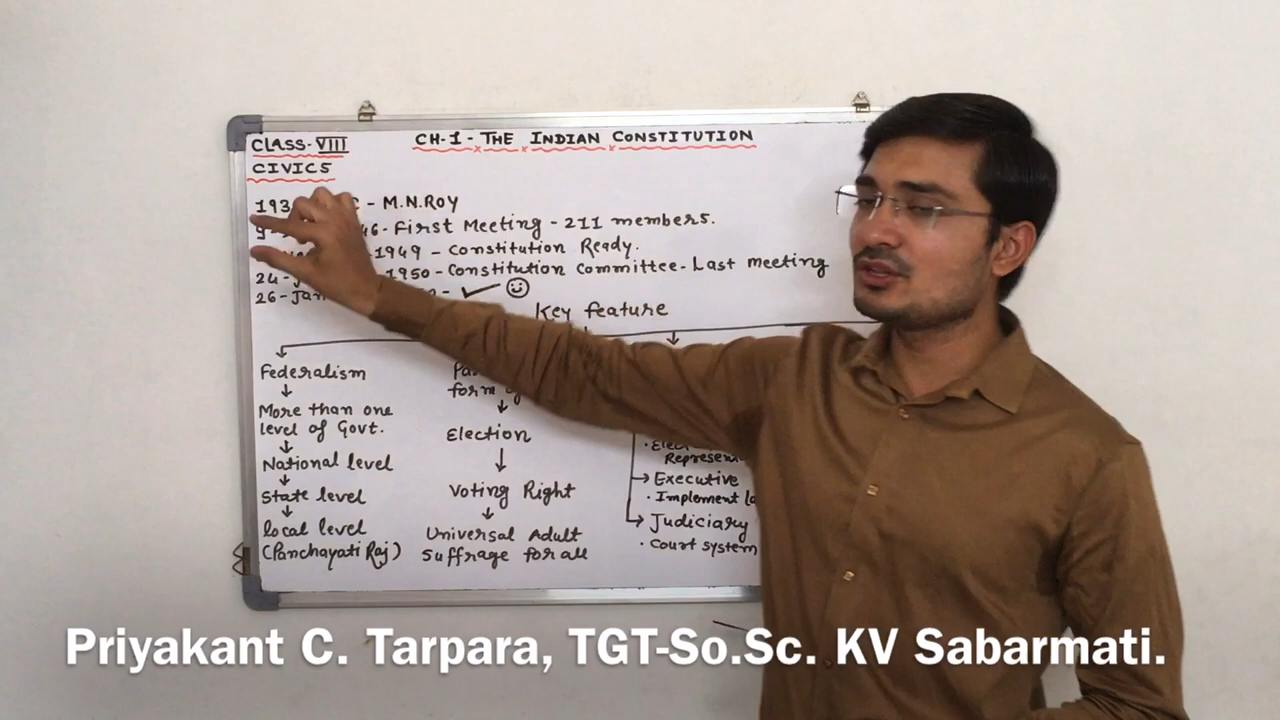 CLASS-VIII
CIVICS
CH-1-THE INDIAN CONSTITUTION
- M.N.ROY
46-First Meeting-211 members.
1949 - Constitution Ready.
24- 1950-Constitution Committee-Last meeting
26-Jan
Key feature
Federalism
More than one
level of Govt.
National level
State level
local level
(Panchayati Raj)
form
Election
Voting Right
Universal Adult
Suffrage for all
Executive
• Implement
Judiciary
• Court system
Priyakant C. Tarpara, TGT-So.Sc. KV Sabarmati.